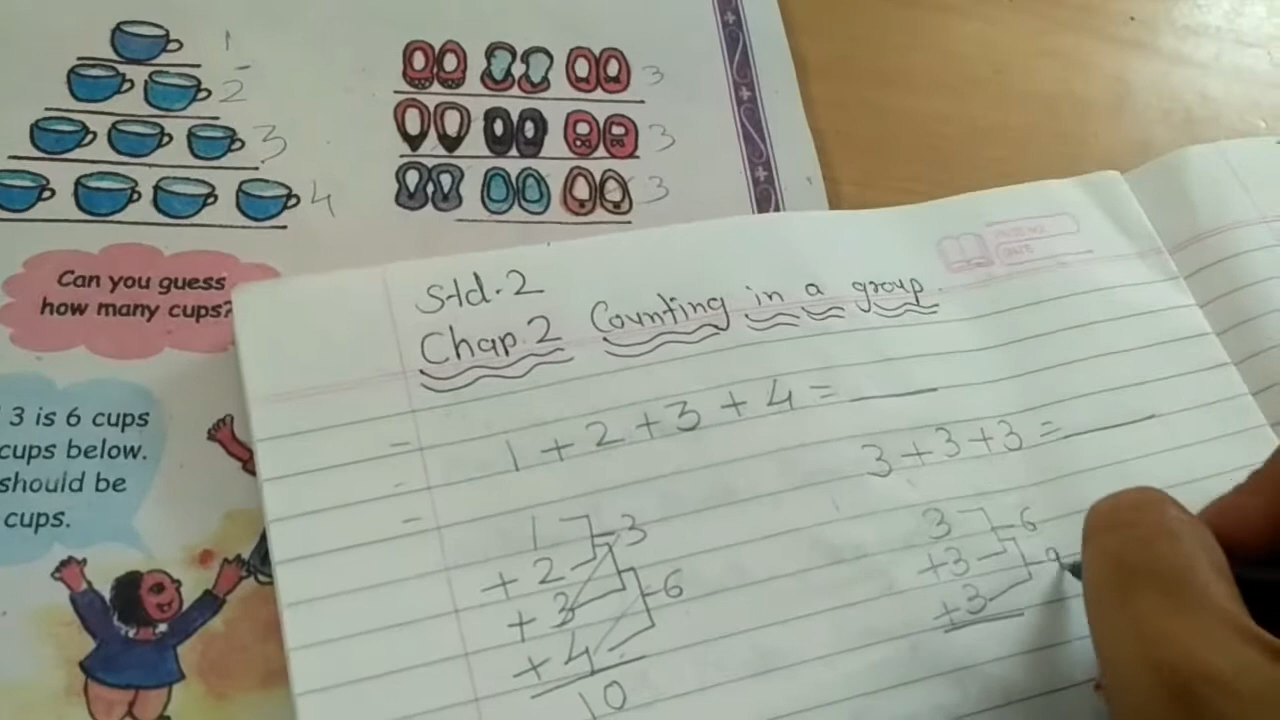 1
2
3
4
3
3
3
Can you guess
how many cups?
3 is 6 cups
cups below.
should be
cups.
Std. 2
Chap. 2 Counting in a group.
- 1 + 2 + 3 + 4 = ____
3 + 3 + 3 = ____
1
+ 2
+ 3
+ 4
10
3
6
3
+3
+3
6
9